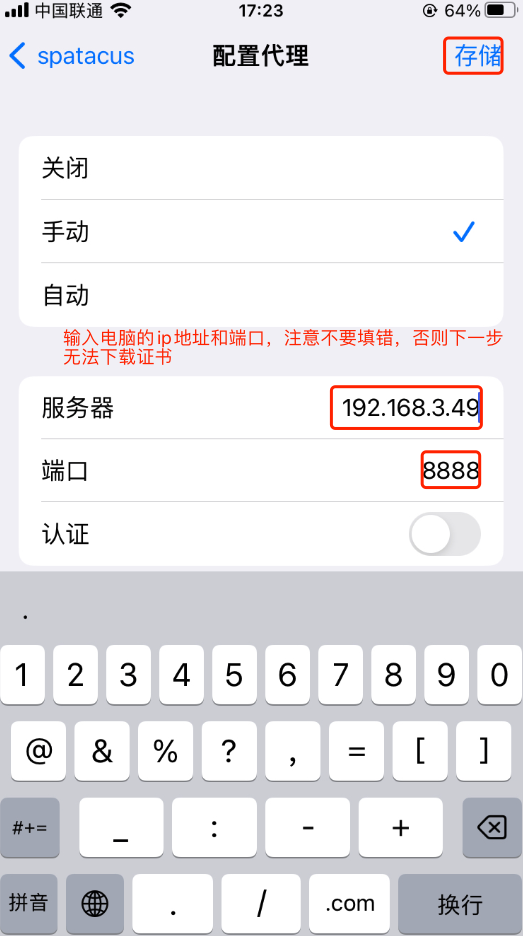 中国联通 17:23 64%
spatacus 配置代理 存储
关闭
手动
自动
输入电脑的ip地址和端口，注意不要填错，否则下一步
无法下载证书
服务器 192.168.3.49
端口 8888
认证
.
1 2 3 4 5 6 7 8 9 0
@ & % ? , = [ ]
#+= _ : - +
拼音 . / .com 换行